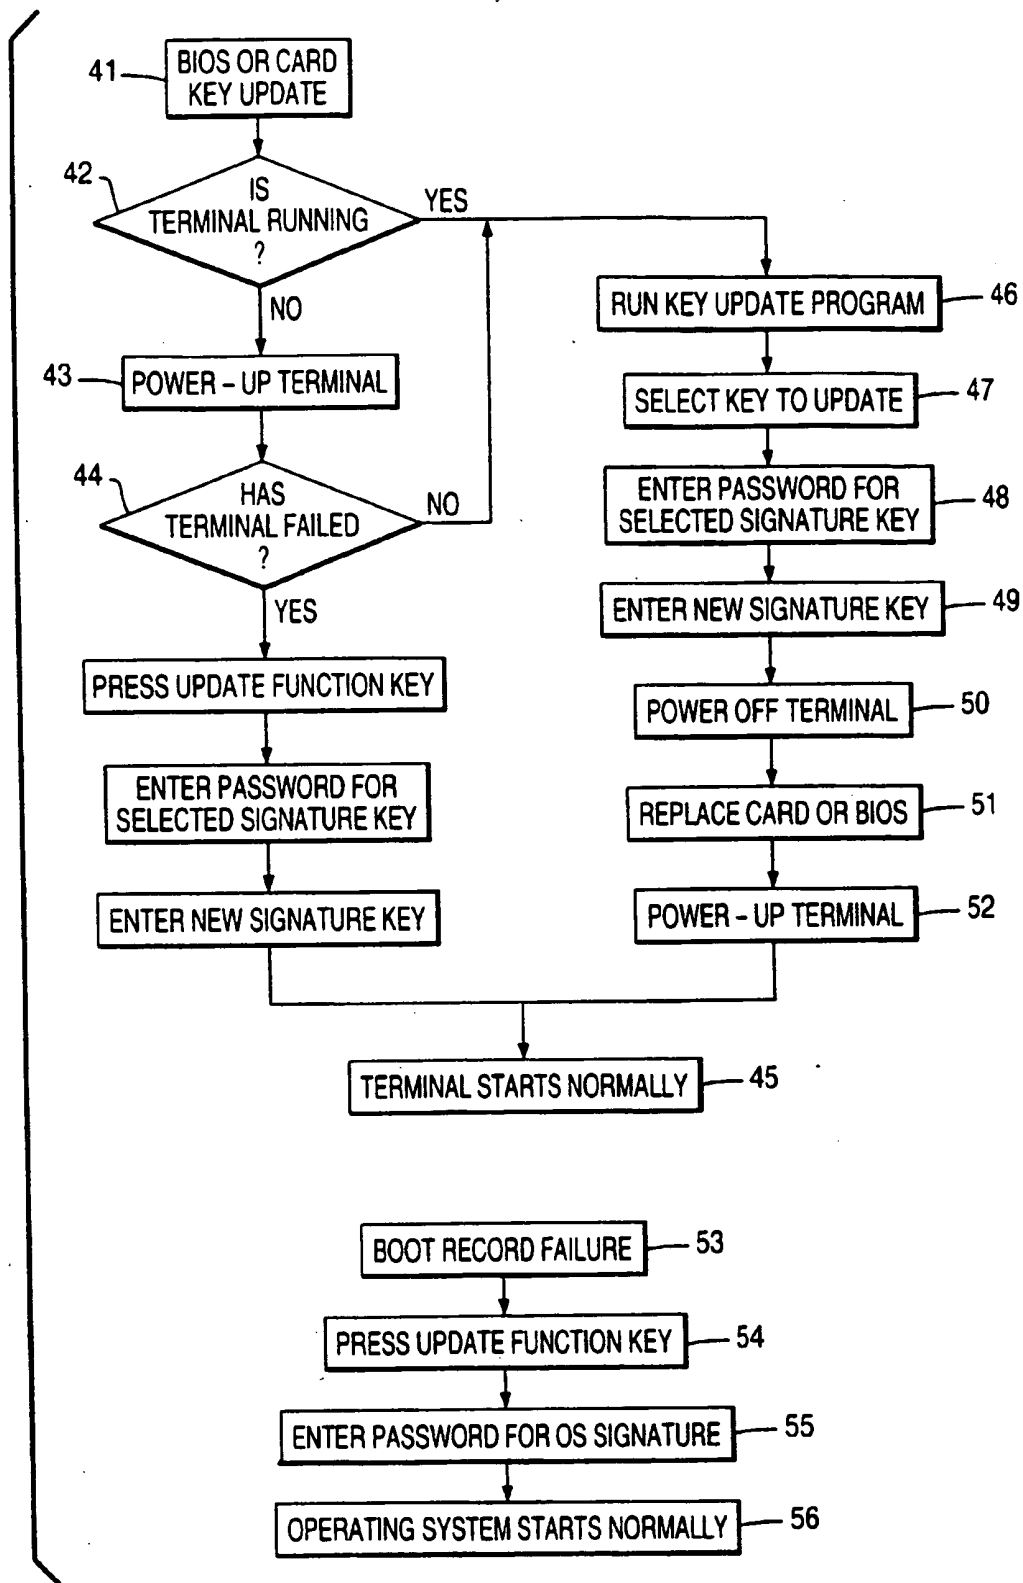 41
BIOS OR CARD
KEY UPDATE
42
IS
TERMINAL RUNNING
?
YES
NO
43
POWER – UP TERMINAL
44
HAS
TERMINAL FAILED
?
NO
YES
PRESS UPDATE FUNCTION KEY
ENTER PASSWORD FOR
SELECTED SIGNATURE KEY
ENTER NEW SIGNATURE KEY
RUN KEY UPDATE PROGRAM
46
SELECT KEY TO UPDATE
47
ENTER PASSWORD FOR
SELECTED SIGNATURE KEY
48
ENTER NEW SIGNATURE KEY
49
POWER OFF TERMINAL
50
REPLACE CARD OR BIOS
51
POWER – UP TERMINAL
52
TERMINAL STARTS NORMALLY
45
BOOT RECORD FAILURE
53
PRESS UPDATE FUNCTION KEY
54
ENTER PASSWORD FOR OS SIGNATURE
55
OPERATING SYSTEM STARTS NORMALLY
56